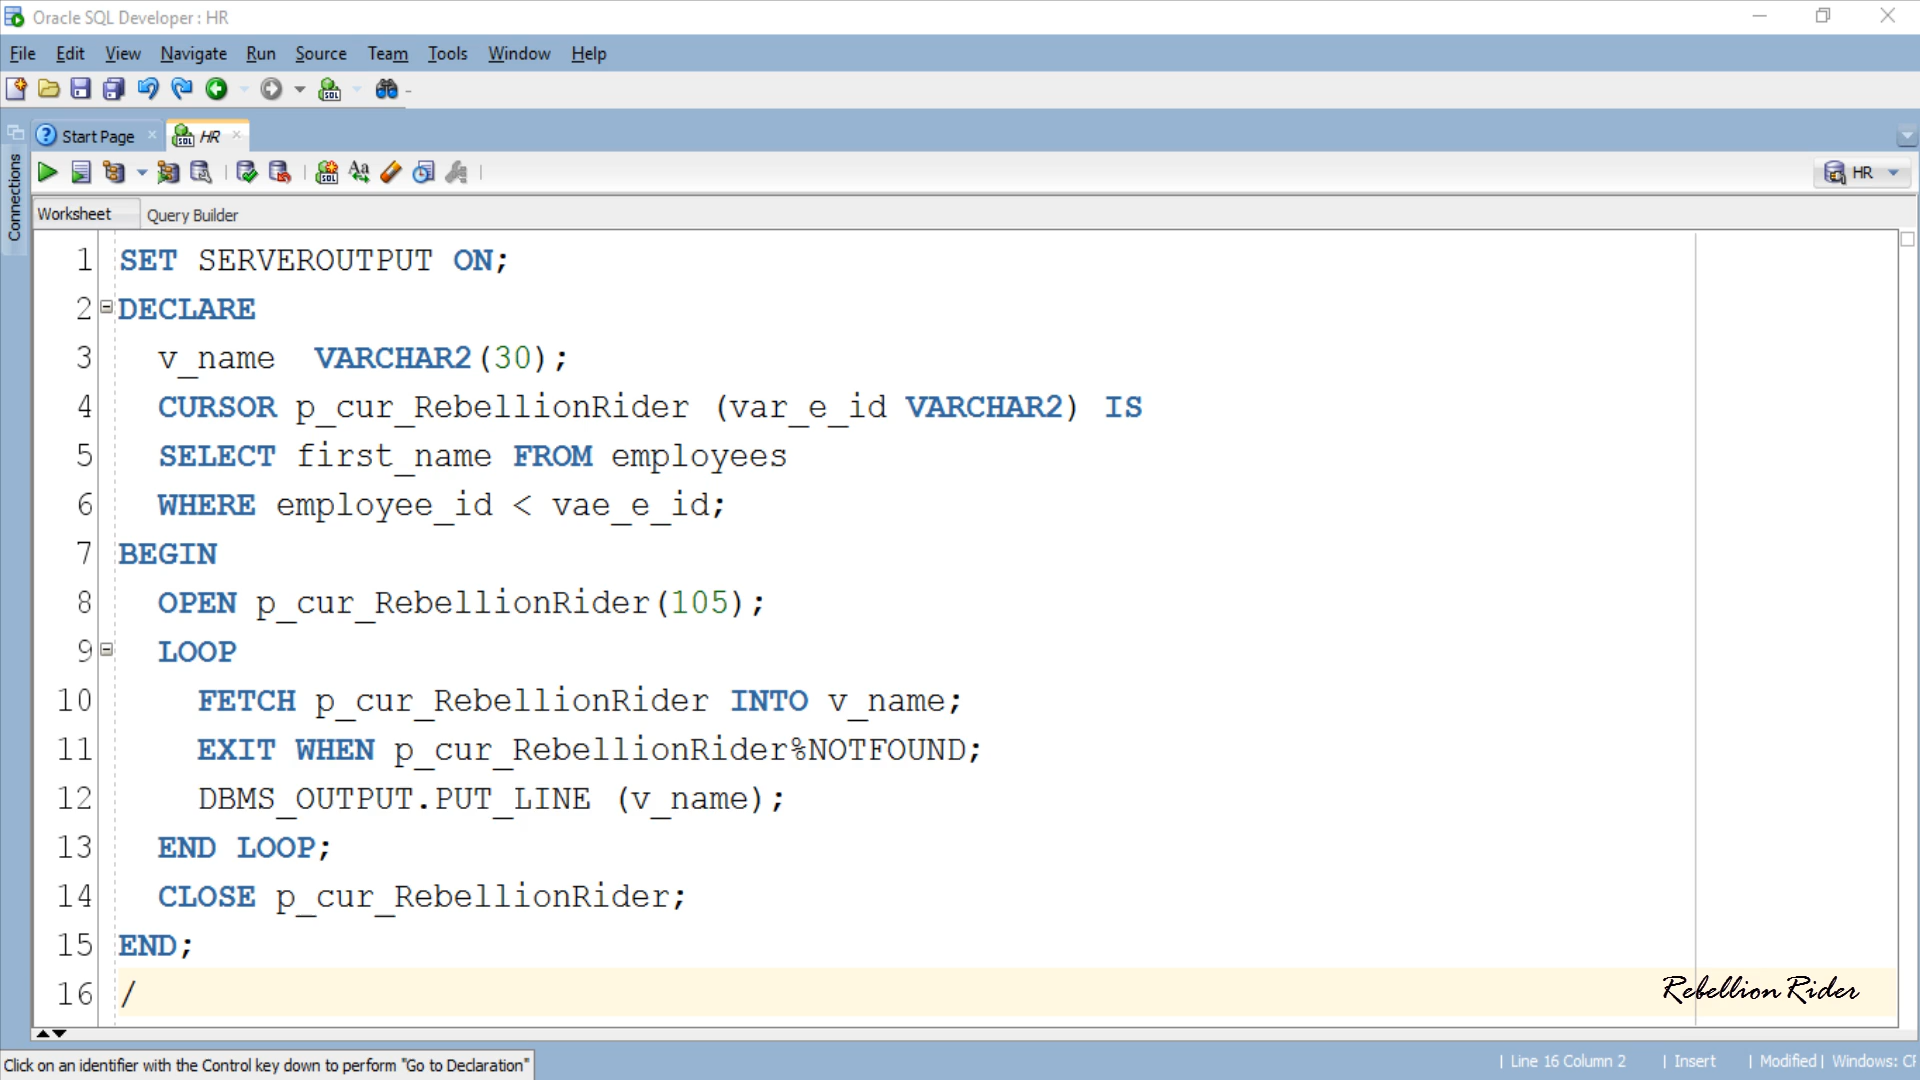 Oracle SQL Developer : HR
File Edit View Navigate Run Source Team Tools Window Help
Connections
Start Page HR
HR
Worksheet Query Builder
1 SET SERVEROUTPUT ON;
2 DECLARE
3 v_name VARCHAR2(30);
4 CURSOR p_cur_RebellionRider (var_e_id VARCHAR2) IS
5 SELECT first_name FROM employees
6 WHERE employee_id < vae_e_id;
7 BEGIN
8 OPEN p_cur_RebellionRider(105);
9 LOOP
10 FETCH p_cur_RebellionRider INTO v_name;
11 EXIT WHEN p_cur_RebellionRider%NOTFOUND;
12 DBMS_OUTPUT.PUT_LINE (v_name);
13 END LOOP;
14 CLOSE p_cur_RebellionRider;
15 END;
16 /
Rebellion Rider
Click on an identifier with the Control key down to perform "Go to Declaration"
| Line 16 Column 2 | Insert | Modified | Windows: